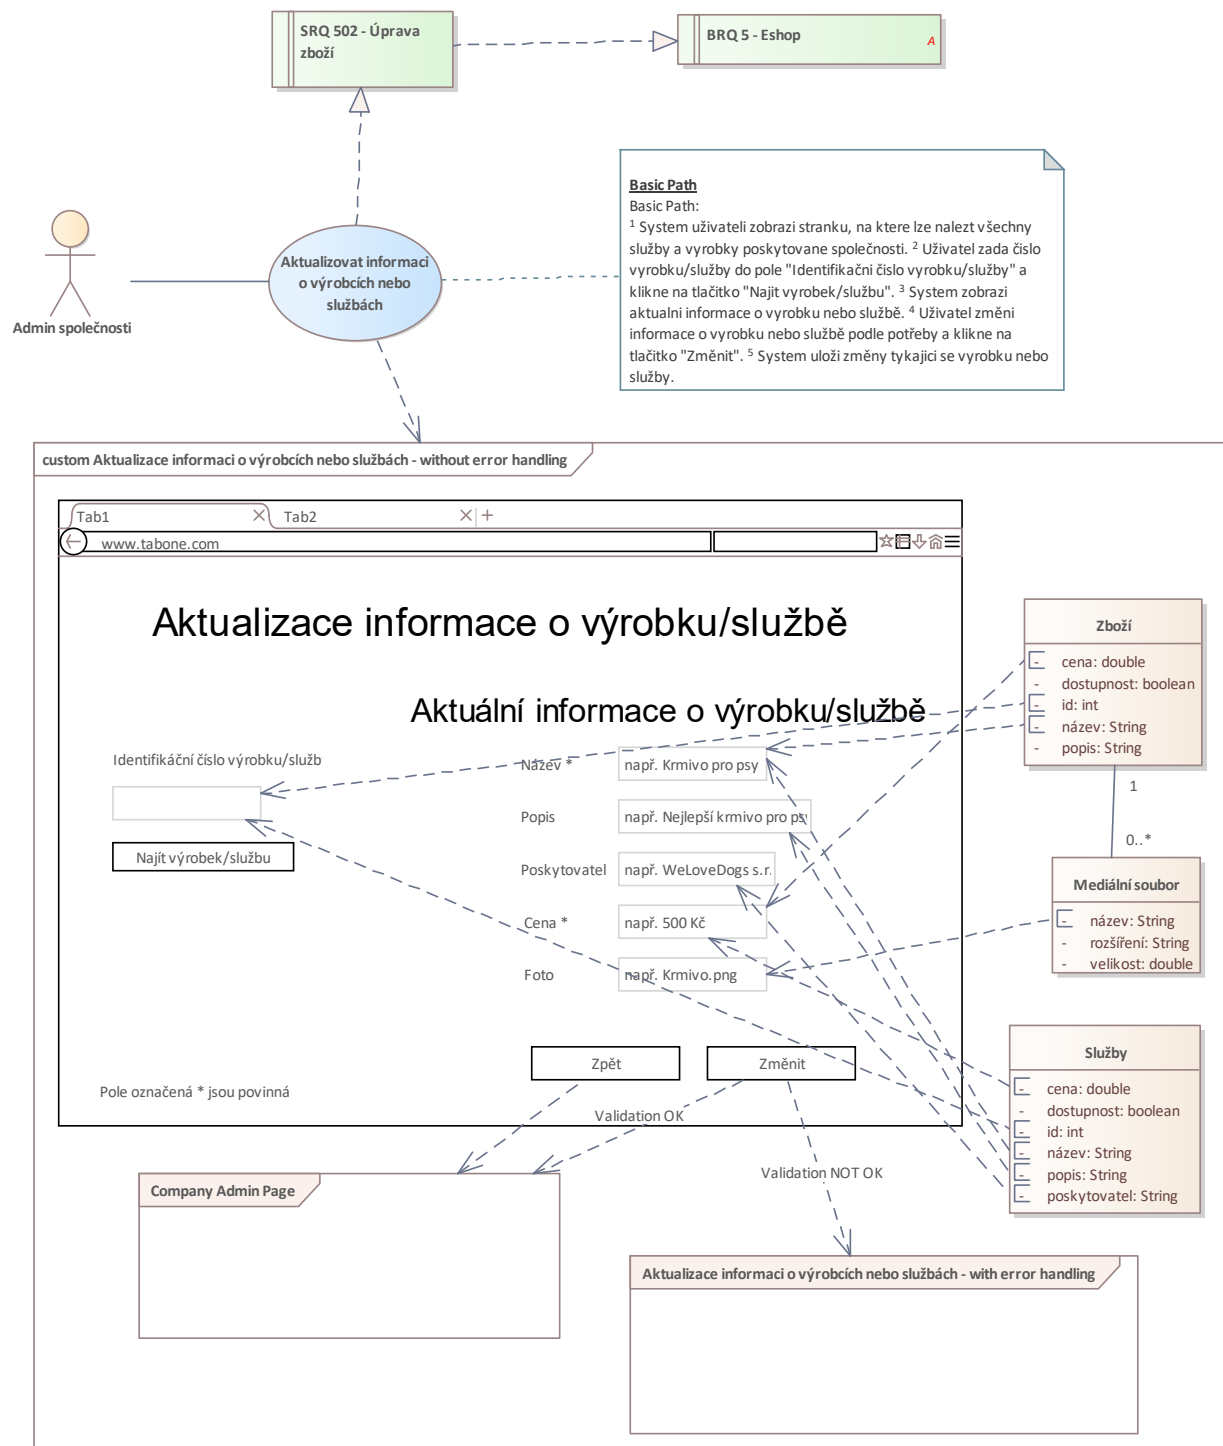 SRQ 502 - Úprava
zboží
BRQ 5 - Eshop
A
Basic Path
Basic Path:
1 System uživateli zobrazi stranku, na ktere lze nalezt všechny
služby a vyrobky poskytovane společnosti. 2 Uživatel zada čislo
vyrobku/služby do pole "Identifikačni čislo vyrobku/služby" a
klikne na tlačitko "Najit vyrobek/službu". 3 System zobrazi
aktualni informace o vyrobku nebo službě. 4 Uživatel změni
informace o vyrobku nebo službě podle potřeby a klikne na
tlačitko "Změnit". 5 System uloži změny tykajici se vyrobku nebo
služby.
Aktualizovat informaci
o výrobcích nebo
službách
Admin společnosti
custom Aktualizace informaci o výrobcích nebo službách - without error handling
Tab1
Tab2
www.tabone.com
Aktualizace informace o výrobku/službě
Aktuální informace o výrobku/službě
Identifikáční číslo výrobku/služb
Najít výrobek/službu
Název *
např. Krmivo pro psy
Popis
např. Nejlepší krmivo pro psy
Poskytovatel
např. WeLoveDogs s.r.
Cena *
např. 500 Kč
Foto
např. Krmivo.png
Zpět
Změnit
Pole označená * jsou povinná
Validation OK
Validation NOT OK
Company Admin Page
Aktualizace informaci o výrobcích nebo službách - with error handling
Zboží
- cena: double
- dostupnost: boolean
- id: int
- název: String
- popis: String
1
0..*
Mediální soubor
- název: String
- rozšíření: String
- velikost: double
Služby
- cena: double
- dostupnost: boolean
- id: int
- název: String
- popis: String
- poskytovatel: String